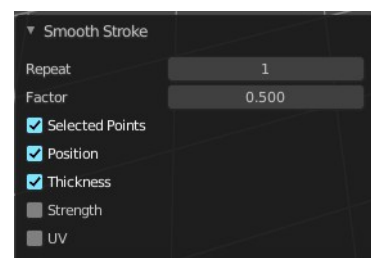 Smooth Stroke
Repeat 1
Factor 0.500
Selected Points
Position
Thickness
Strength
UV